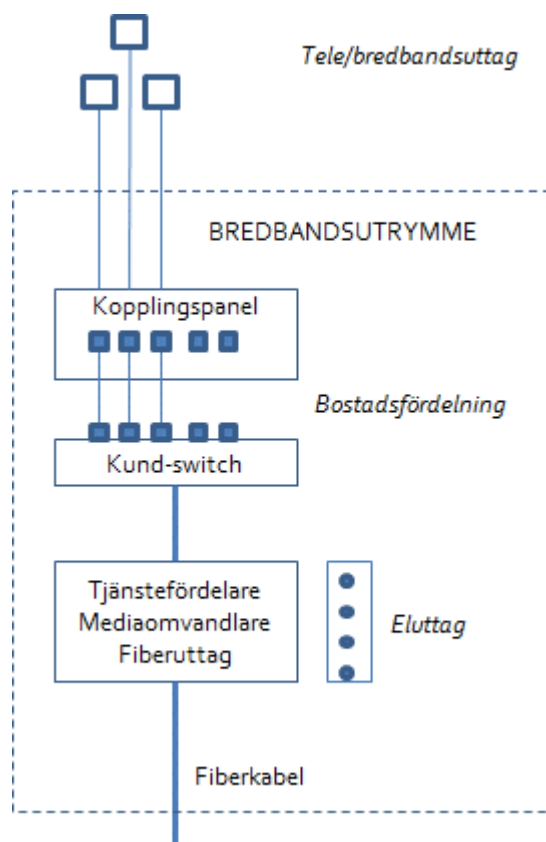 Tele/bredbandsuttag
BREDBANDSUTRYMME
Kopplingspanel
Bostadsfördelning
Kund-switch
Tjänstefördelare
Mediaomvandlare
Fiberuttag
Eluttag
Fiberkabel